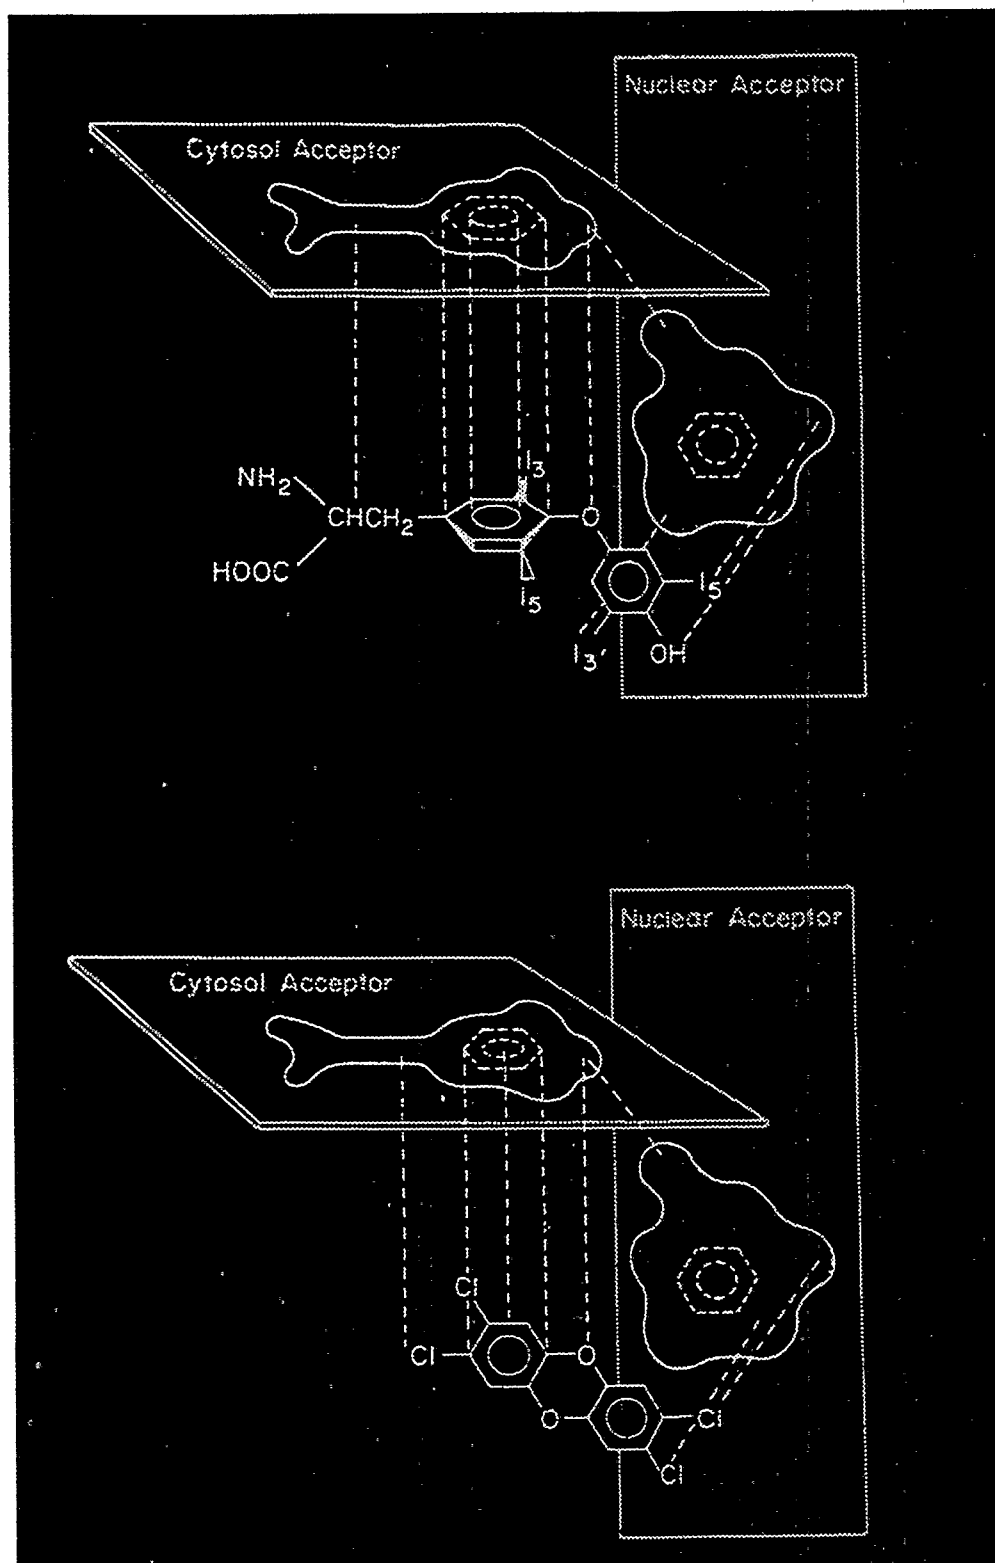 Nuclear Acceptor
Cytosol Acceptor
I3
NH2
CHCH2
O
HOOC
I5
I5'
I3'
OH
Nuclear Acceptor
Cytosol Acceptor
Cl
Cl
O
O
Cl
Cl